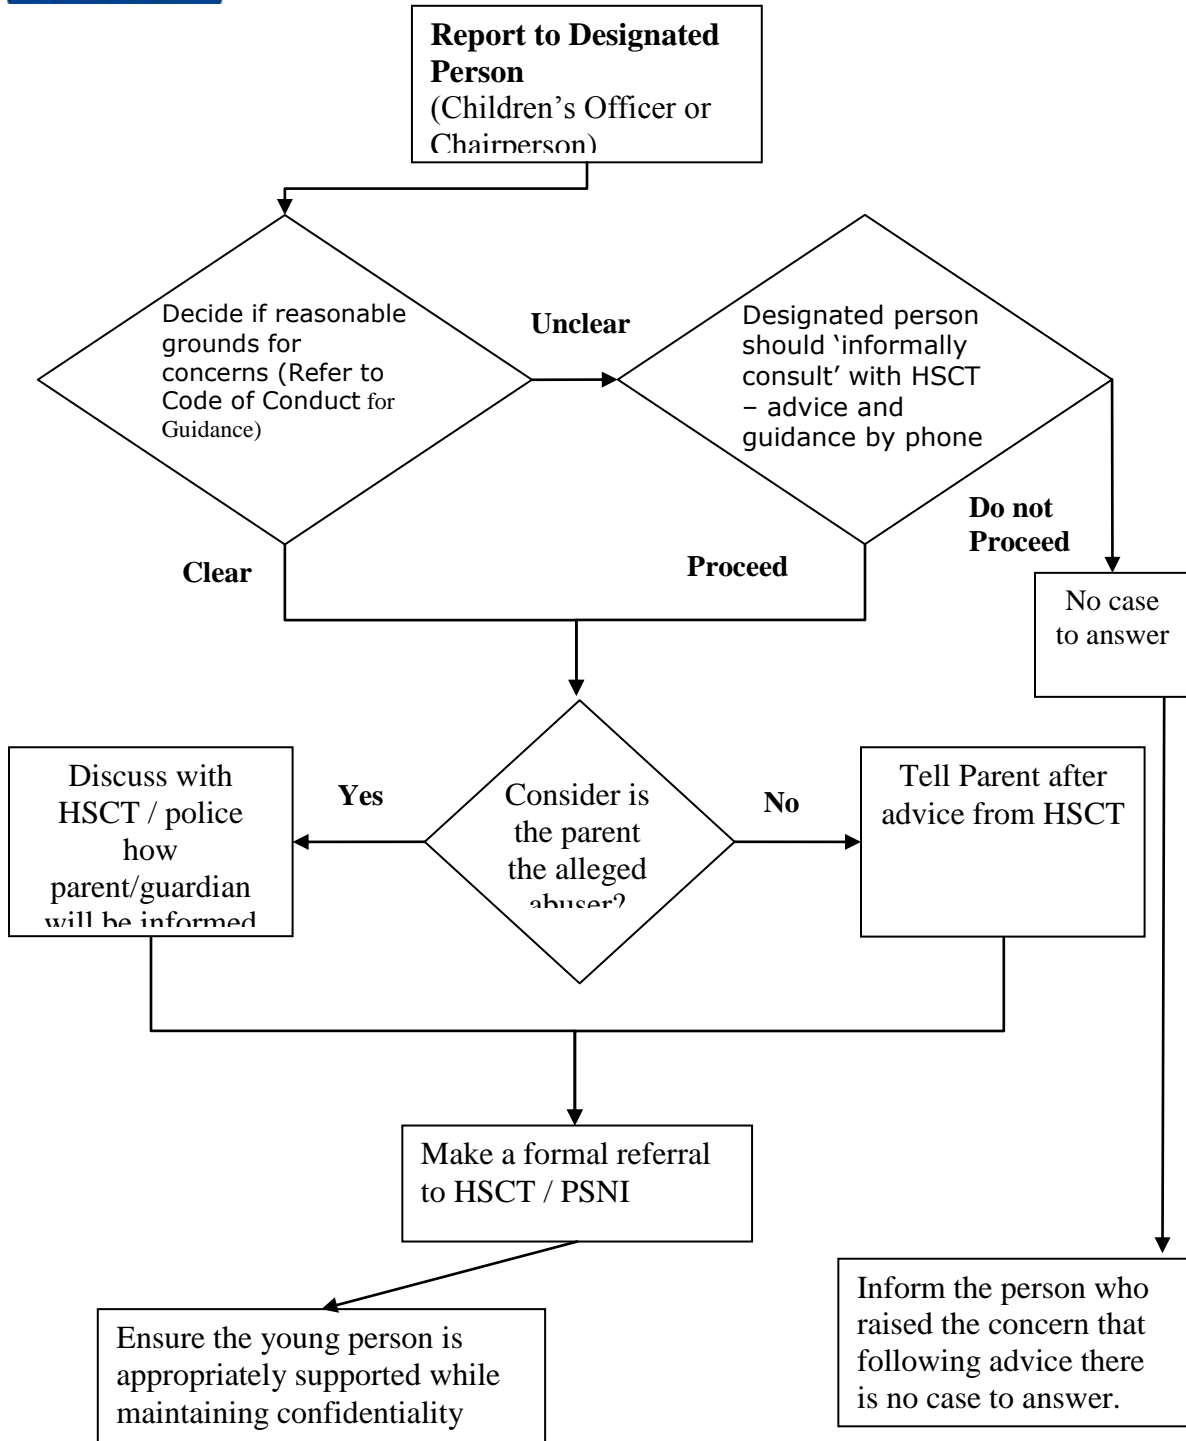 Report to Designated
Person
(Children's Officer or
Chairperson)
Decide if reasonable
grounds for
concerns (Refer to
Code of Conduct for
Guidance)
Unclear
Designated person
should ‘informally
consult’ with HSCT
– advice and
guidance by phone
Clear
Proceed
Do not
Proceed
No case
to answer
Discuss with
HSCT / police
how
parent/guardian
will be informed
Yes
Consider is
the parent
the alleged
abuser?
No
Tell Parent after
advice from HSCT
Make a formal referral
to HSCT / PSNI
Ensure the young person is
appropriately supported while
maintaining confidentiality
Inform the person who
raised the concern that
following advice there
is no case to answer.